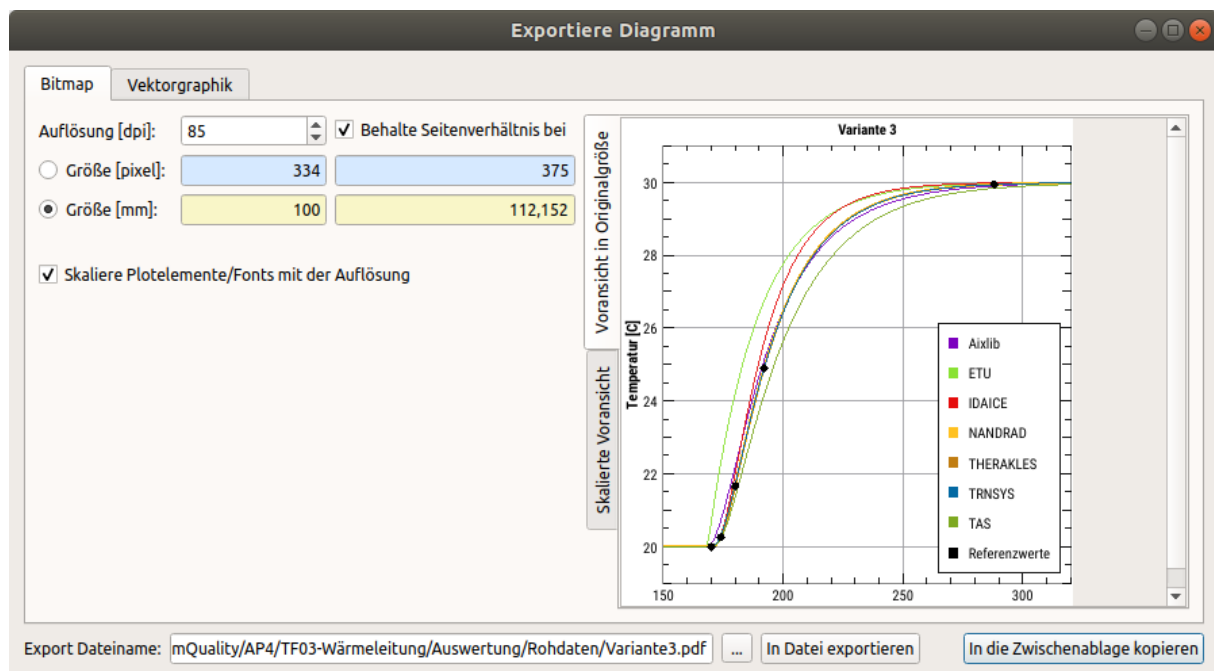 Exportiere Diagramm
Bitmap Vektorgraphik
Auflösung [dpi]: 85 Behalte Seitenverhältnis bei
Größe [pixel]: 334 375
Größe [mm]: 100 112,152
Skaliere Plotelemente/Fonts mit der Auflösung
Voransicht in Originalgröße
Skalierte Voransicht
Variante 3
Temperatur [C]
30
28
26
24
22
20
150 200 250 300
Aixlib
ETU
IDAICE
NANDRAD
THERAKLES
TRNSYS
TAS
Referenzwerte
Export Dateiname: mQuality/AP4/TF03-Wärmeleitung/Auswertung/Rohdaten/Variante3.pdf ... In Datei exportieren In die Zwischenablage kopieren